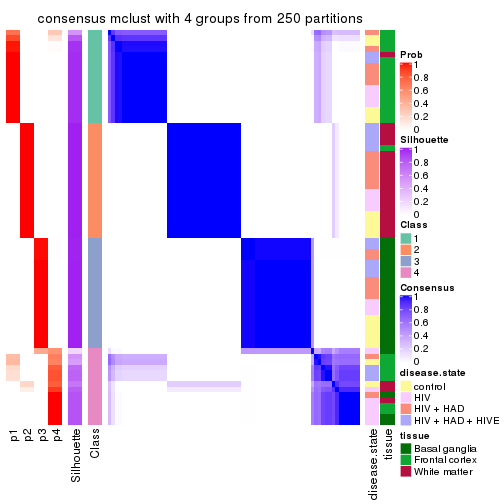 consensus mclust with 4 groups from 250 partitions
Prob
1
0.8
0.6
0.4
0.2
0
Silhouette
1
0.8
0.6
0.4
0.2
0
Class
1
2
3
4
Consensus
1
0.8
0.6
0.4
0.2
0
disease.state
control
HIV
HIV + HAD
HIV + HAD + HIVE
tissue
Basal ganglia
Frontal cortex
White matter
p1
p2
p3
p4
Silhouette
Class
disease.state
tissue